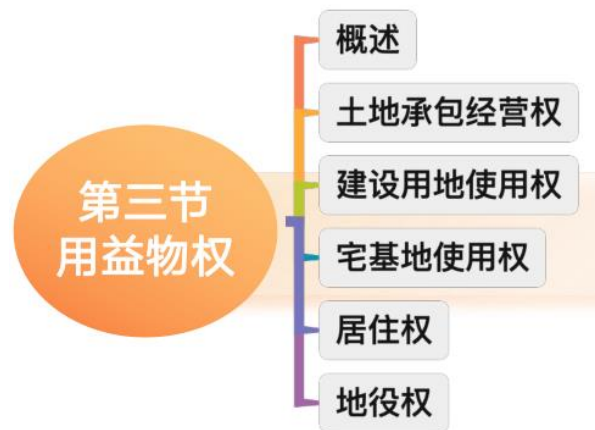 第三节
用益物权
概述
土地承包经营权
建设用地使用权
宅基地使用权
居住权
地役权